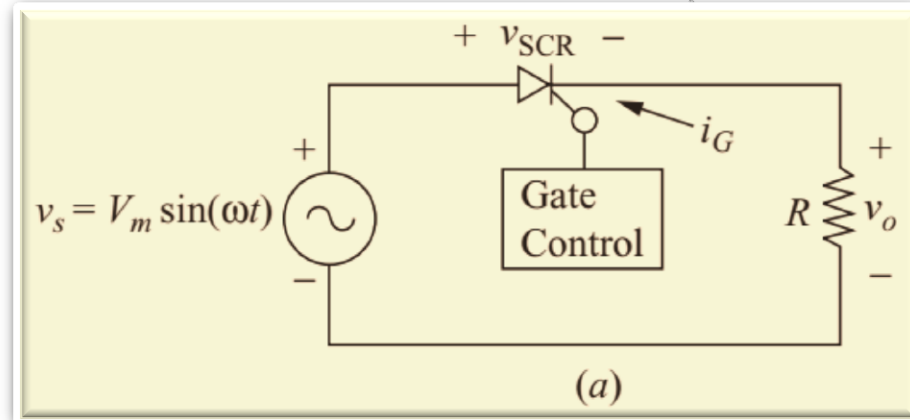 + vSCR −
iG
+
vs = Vm sin(ωt)
−
Gate
Control
R
+
vo
−
(a)